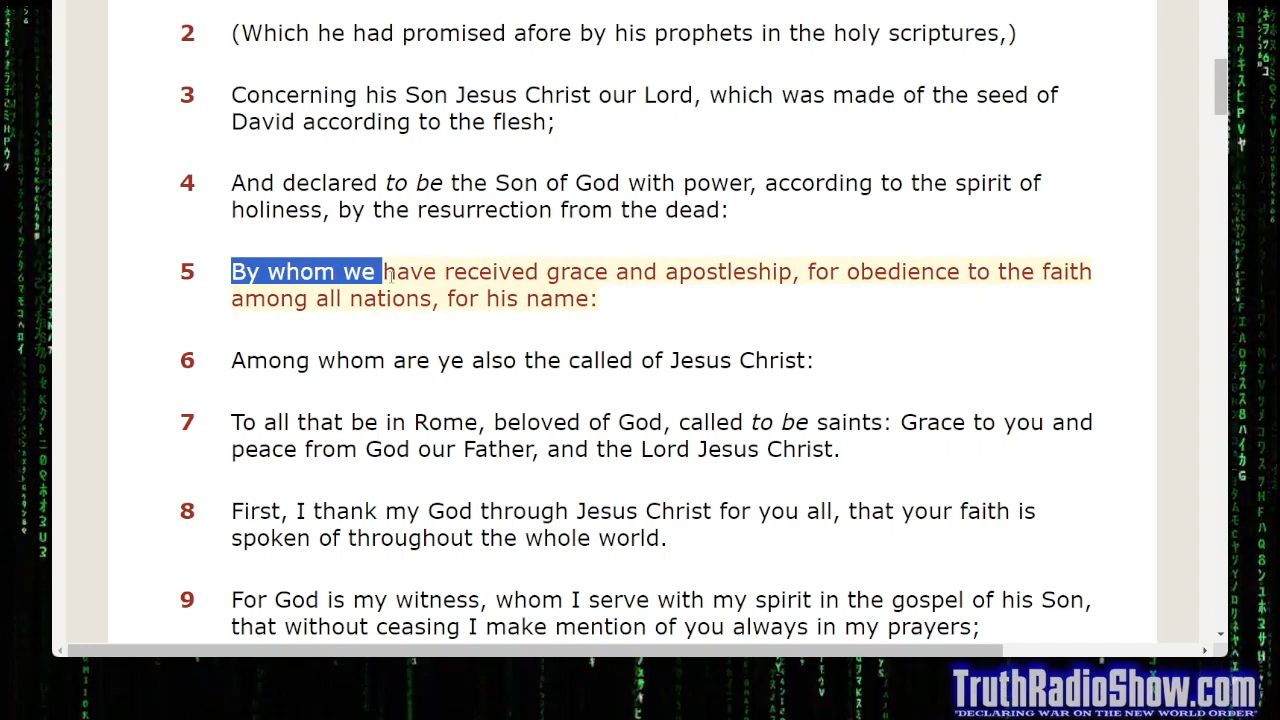 2 (Which he had promised afore by his prophets in the holy scriptures,)
3 Concerning his Son Jesus Christ our Lord, which was made of the seed of
David according to the flesh;
4 And declared to be the Son of God with power, according to the spirit of
holiness, by the resurrection from the dead:
5 By whom we have received grace and apostleship, for obedience to the faith
among all nations, for his name:
6 Among whom are ye also the called of Jesus Christ:
7 To all that be in Rome, beloved of God, called to be saints: Grace to you and
peace from God our Father, and the Lord Jesus Christ.
8 First, I thank my God through Jesus Christ for you all, that your faith is
spoken of throughout the whole world.
9 For God is my witness, whom I serve with my spirit in the gospel of his Son,
that without ceasing I make mention of you always in my prayers;
TruthRadioShow.com
"DECLARING WAR ON THE NEW WORLD ORDER"